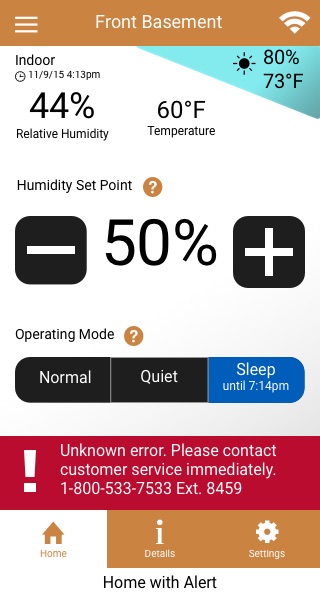 Front Basement
Indoor
11/9/15 4:13pm
80%
73°F
44%
Relative Humidity
60°F
Temperature
Humidity Set Point ?
50%
Operating Mode ?
Normal
Quiet
Sleep
until 7:14pm
! Unknown error. Please contact
customer service immediately.
1-800-533-7533 Ext. 8459
Home
Details
Settings
Home with Alert